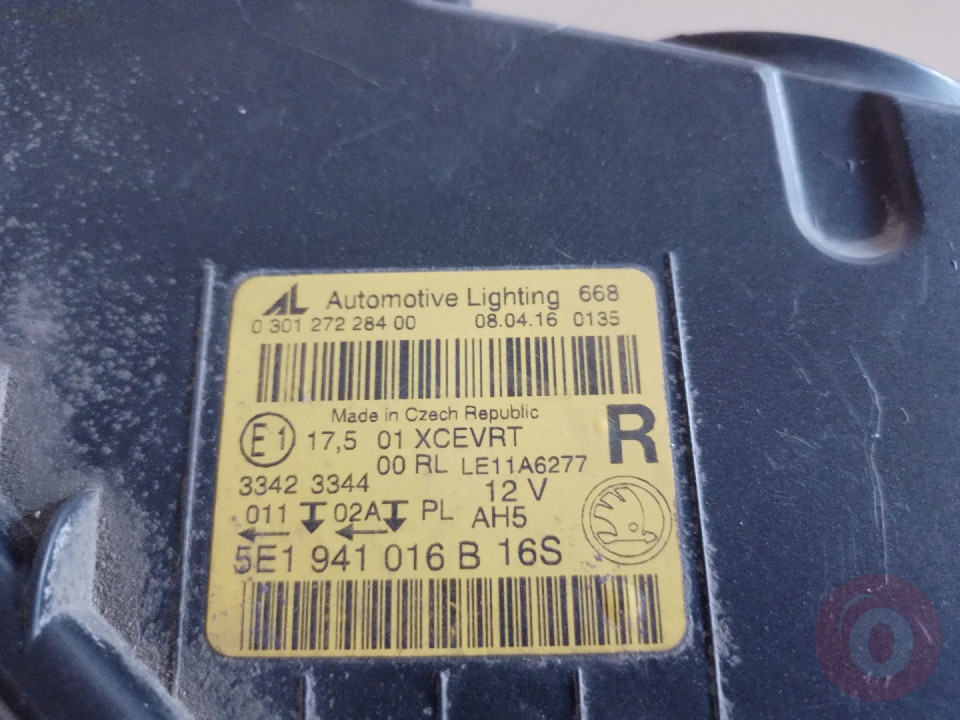 AL Automotive Lighting 668
0 301 272 284 00 08.04.16 0135
Made in Czech Republic
E1 17,5 01 XCEVRT R
00 RL LE11A6277
3342 3344 12 V
011 02A PL AH5
5E1 941 016 B 16S